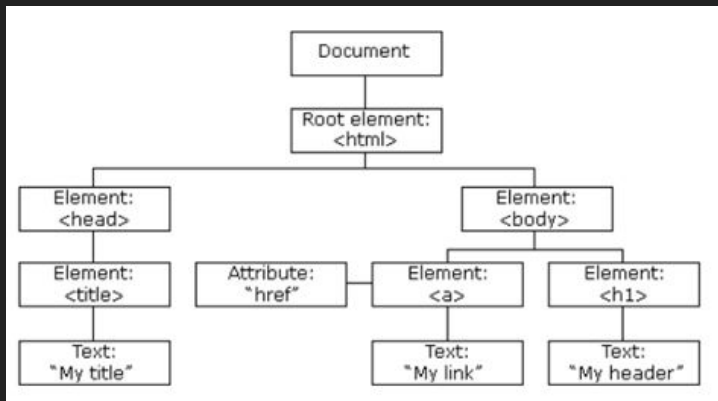 Document
Root element:
<html>
Element:
<head>
Element:
<body>
Element:
<title>
Attribute:
"href"
Element:
<a>
Element:
<h1>
Text:
"My title"
Text:
"My link"
Text:
"My header"